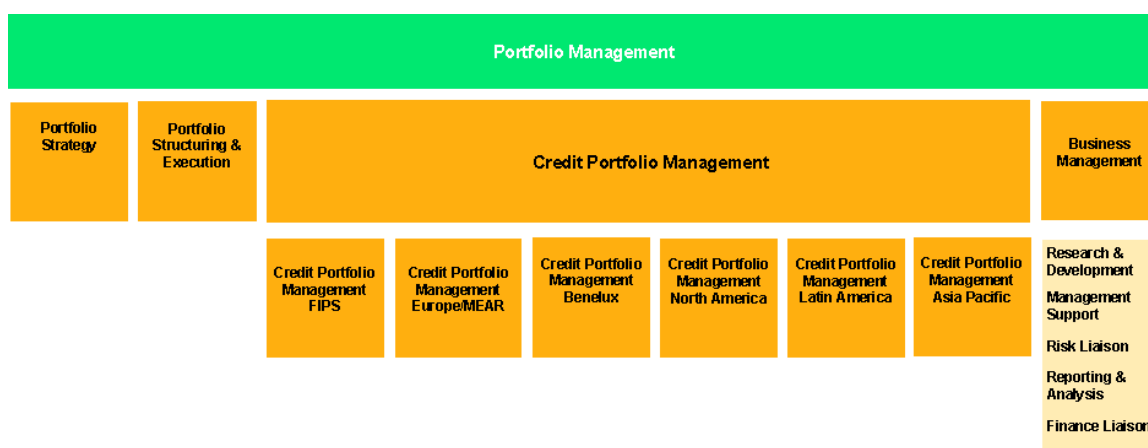 Portfolio Management
Portfolio
Strategy
Portfolio
Structuring &
Execution
Credit Portfolio Management
Business
Management
Credit Portfolio
Management
FIPS
Credit Portfolio
Management
Europe/MEAR
Credit Portfolio
Management
Benelux
Credit Portfolio
Management
North America
Credit Portfolio
Management
Latin America
Credit Portfolio
Management
Asia Pacific
Research &
Development
Management
Support
Risk Liaison
Reporting &
Analysis
Finance Liaison